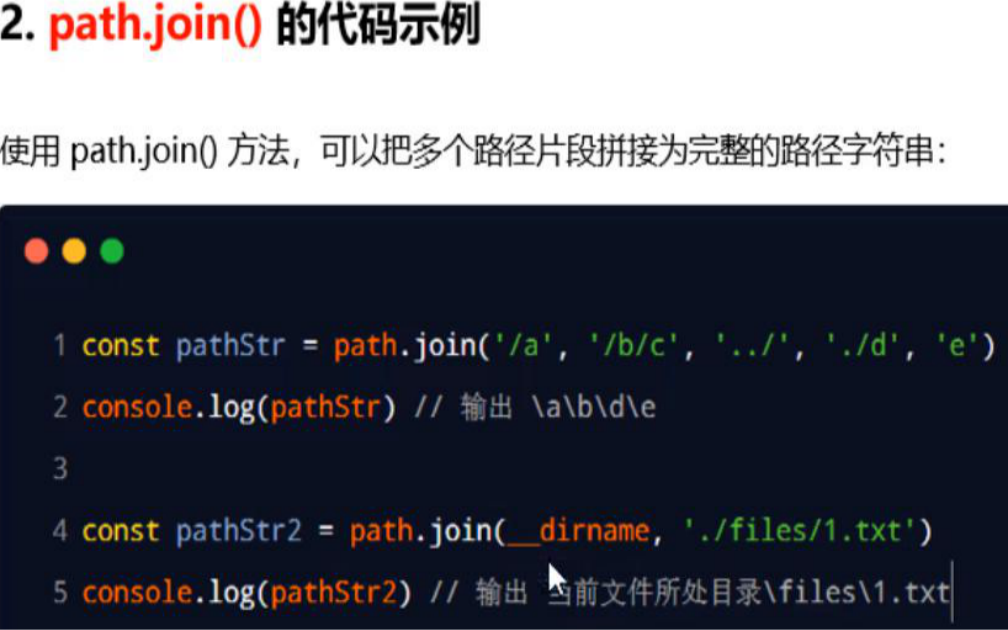 2. path.join() 的代码示例
使用 path.join() 方法，可以把多个路径片段拼接为完整的路径字符串：
1 const pathStr = path.join('/a', '/b/c', '../', './d', 'e')
2 console.log(pathStr) // 输出 \a\b\d\e
3
4 const pathStr2 = path.join(__dirname, './files/1.txt')
5 console.log(pathStr2) // 输出 当前文件所处目录\files\1.txt